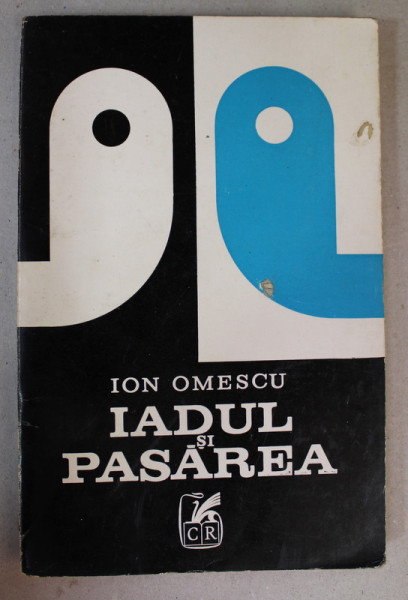 ION OMESCU
IADUL
ȘI
PASĂREA
CR